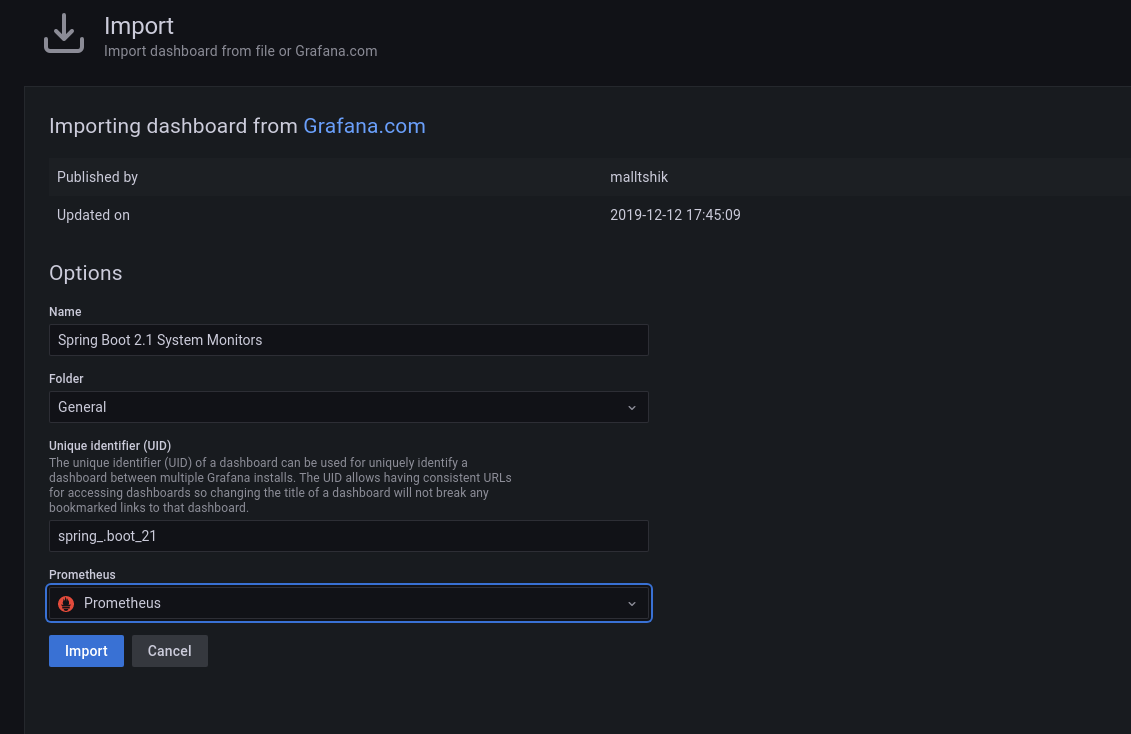 Import
Import dashboard from file or Grafana.com
Importing dashboard from Grafana.com
Published by malltshik
Updated on 2019-12-12 17:45:09
Options
Name
Spring Boot 2.1 System Monitors
Folder
General
Unique identifier (UID)
The unique identifier (UID) of a dashboard can be used for uniquely identify a
dashboard between multiple Grafana installs. The UID allows having consistent URLs
for accessing dashboards so changing the title of a dashboard will not break any
bookmarked links to that dashboard.
spring_.boot_21
Prometheus
Prometheus
Import Cancel